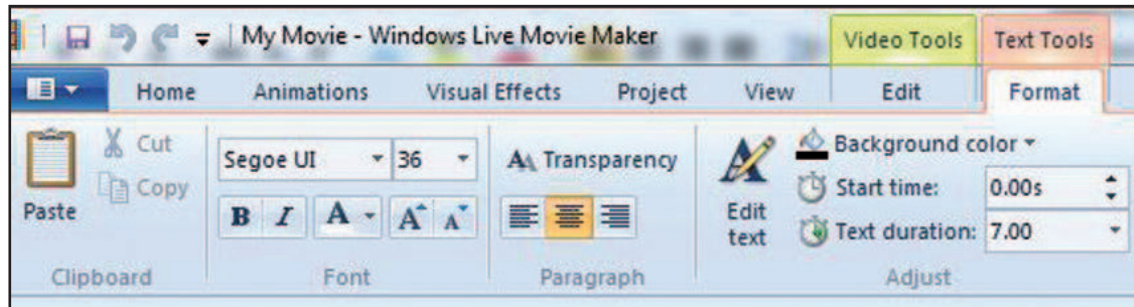 My Movie - Windows Live Movie Maker
Video Tools Text Tools
Home Animations Visual Effects Project View Edit Format
Paste
Cut
Copy
Clipboard
Segoe UI 36
B I A A A
Font
Transparency
Paragraph
Edit
text
Background color
Start time: 0.00s
Text duration: 7.00
Adjust